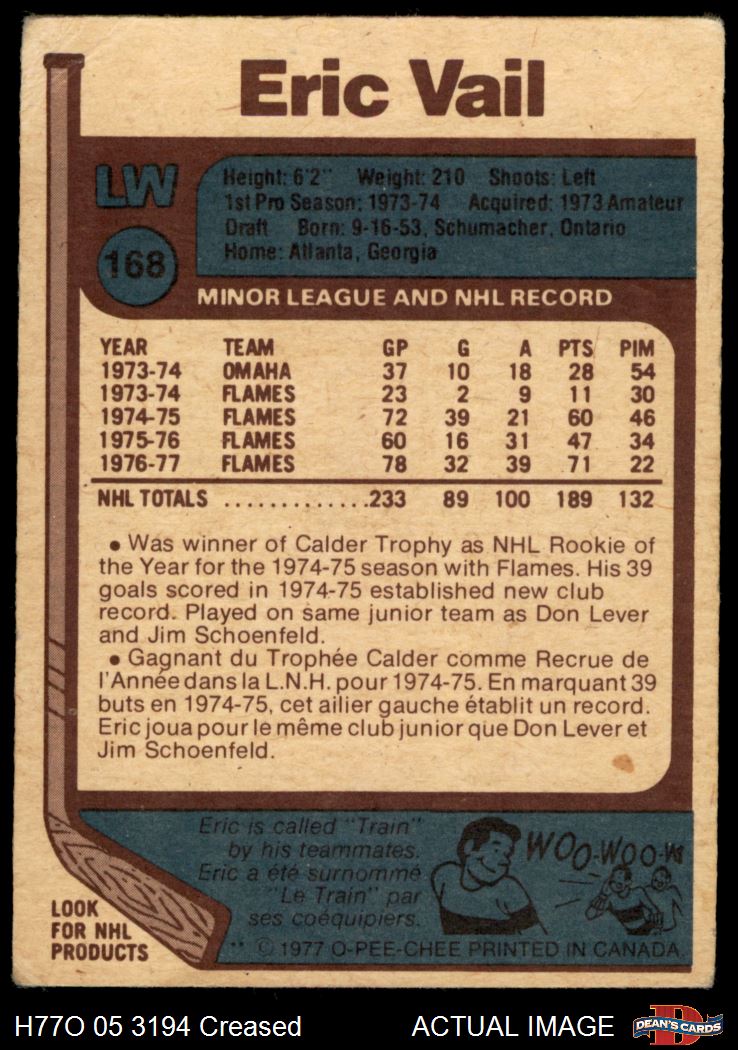 Eric Vail
LW
Height: 6'2" Weight: 210 Shoots: Left
1st Pro Season: 1973-74 Acquired: 1973 Amateur
Draft Born: 9-16-53, Schumacher, Ontario
Home: Atlanta, Georgia
168
MINOR LEAGUE AND NHL RECORD
YEAR TEAM GP G A PTS PIM
1973-74 OMAHA 37 10 18 28 54
1973-74 FLAMES 23 2 9 11 30
1974-75 FLAMES 72 39 21 60 46
1975-76 FLAMES 60 16 31 47 34
1976-77 FLAMES 78 32 39 71 22
NHL TOTALS .............233 89 100 189 132
• Was winner of Calder Trophy as NHL Rookie of
the Year for the 1974-75 season with Flames. His 39
goals scored in 1974-75 established new club
record. Played on same junior team as Don Lever
and Jim Schoenfeld.
• Gagnant du Trophée Calder comme Recrue de
l'Année dans la L.N.H. pour 1974-75. En marquant 39
buts en 1974-75, cet ailier gauche établit un record.
Eric joua pour le même club junior que Don Lever et
Jim Schoenfeld.
Eric is called "Train"
by his teammates.
Eric a été surnommé
"Le Train" par
ses coéquipiers.
WOO-WOO-W
LOOK
FOR NHL
PRODUCTS
** © 1977 O-PEE-CHEE PRINTED IN CANADA
H77O 05 3194 Creased
ACTUAL IMAGE
D
DEAN'S CARDS